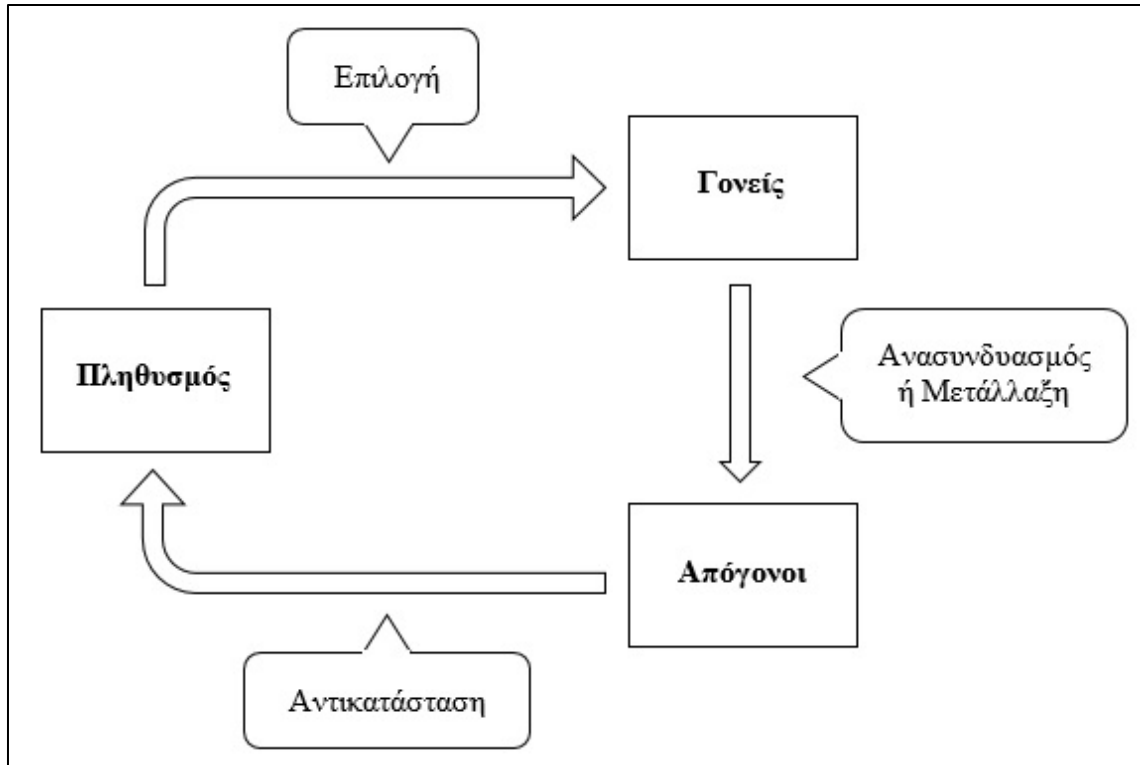 Επιλογή
Γονείς
Πληθυσμός
Ανασυνδυασμός
ή Μετάλλαξη
Απόγονοι
Αντικατάσταση